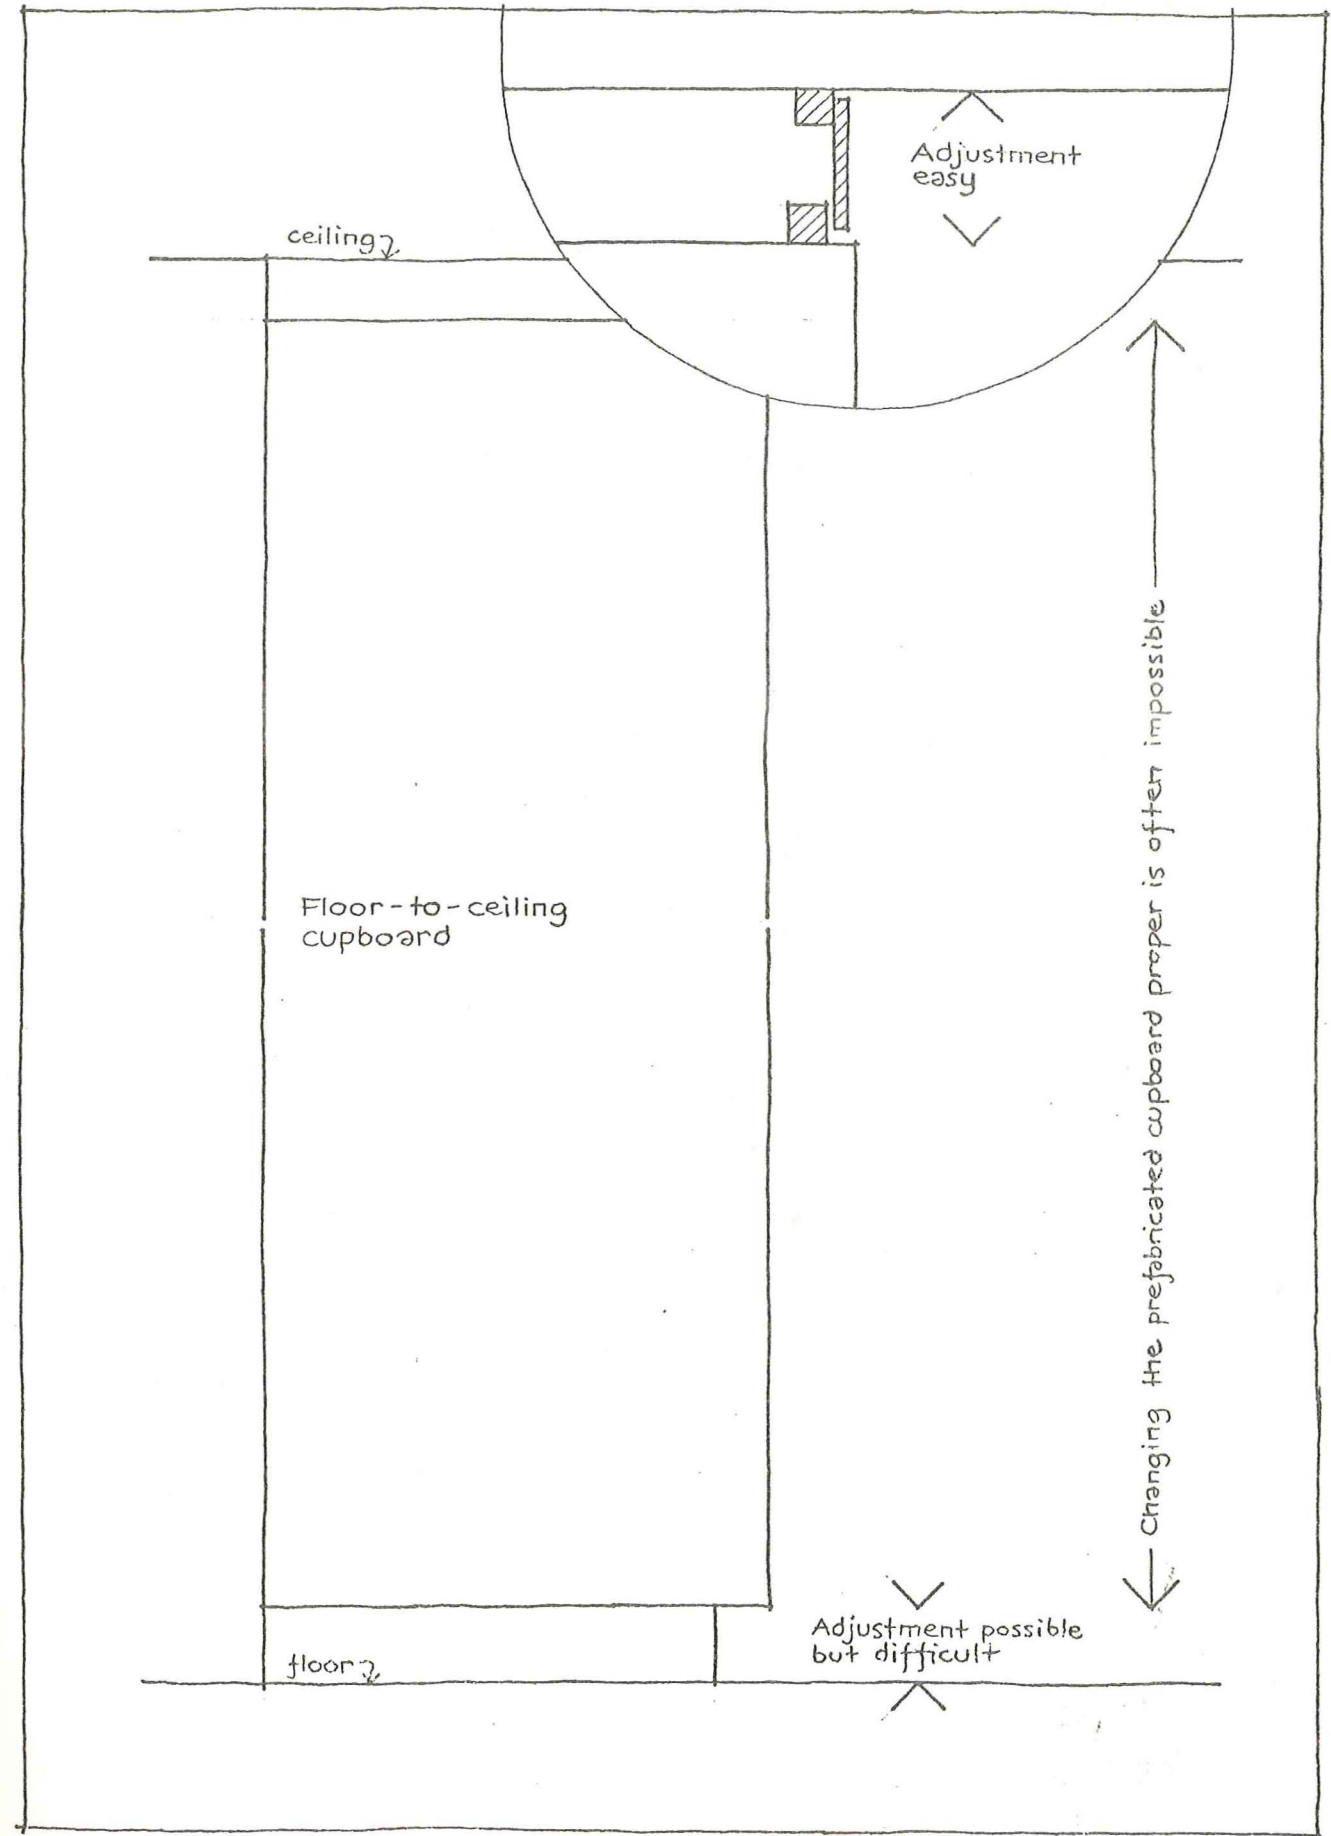 Adjustment
easy
ceiling
Floor-to-ceiling
cupboard
Changing the prefabricated cupboard proper is often impossible
Adjustment possible
but difficult
floor